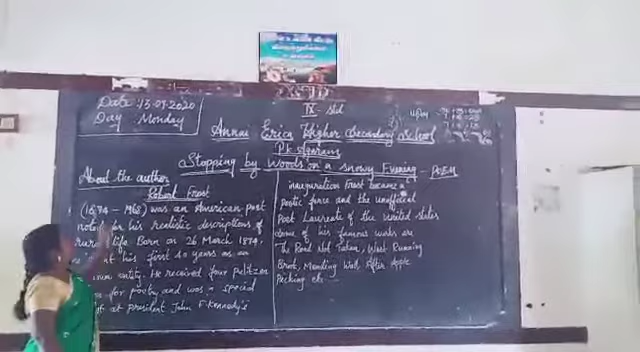 Date: 13.07.2020
Day: Monday
IX - Std
Annai Erica Higher Secondary School
Stopping by Woods on a snowy Evening - POEM
About the author
Robert Frost
(1874 - 1963) was an American poet
noted for his realistic descriptions of
rural life Born on 26 March 1874.
his first 40 years as an
He received four pulitzen
for poetry and was a special
at president John F. Kennedy's
inauguration Frost became a
poetic force and the unofficial
Poet Laureate of the united states
Some of his famous works are
The Road Not Taken, West Running
Brook, Mending Wall, After Apple
Picking etc...